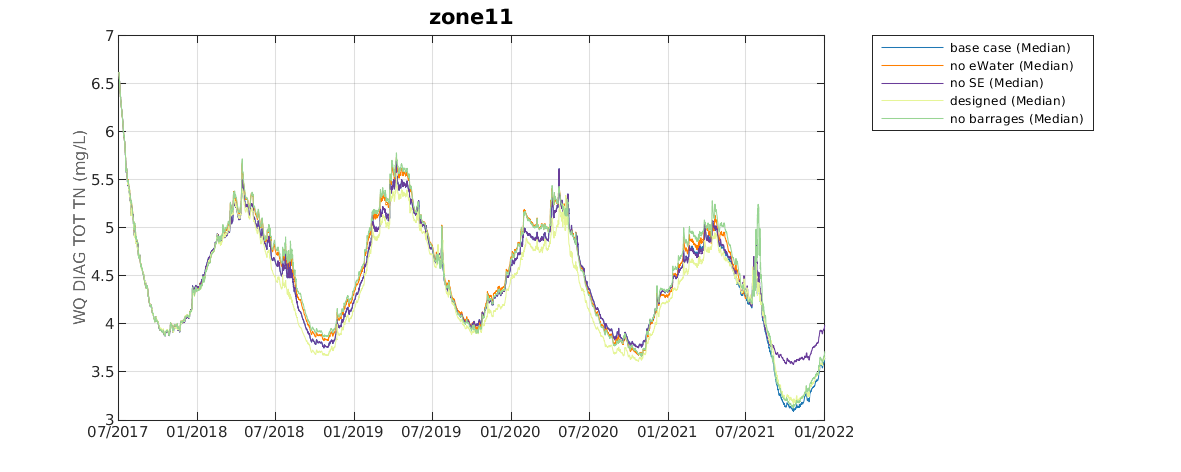 zone11
WQ DIAG TOT TN (mg/L)
7
6.5
6
5.5
5
4.5
4
3.5
3
07/2017 01/2018 07/2018 01/2019 07/2019 01/2020 07/2020 01/2021 07/2021 01/2022
base case (Median)
no eWater (Median)
no SE (Median)
designed (Median)
no barrages (Median)